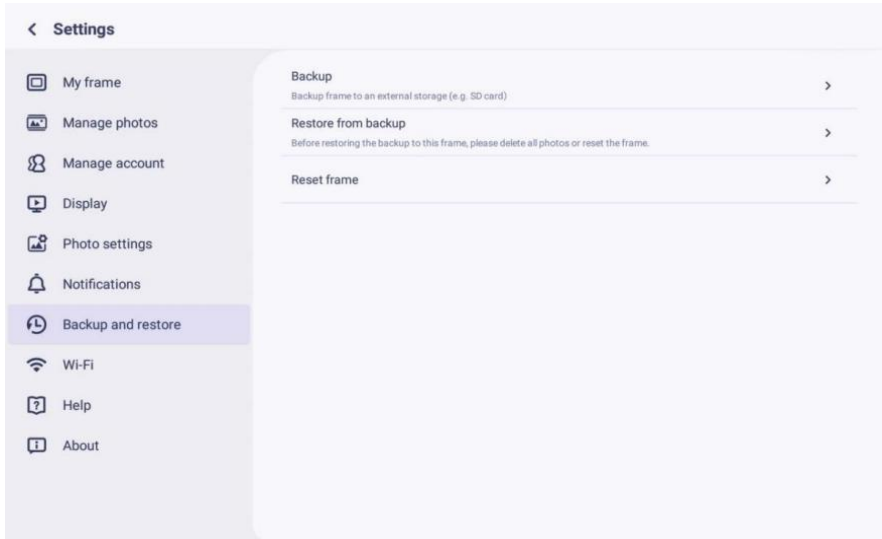 Settings
My frame
Manage photos
Manage account
Display
Photo settings
Notifications
Backup and restore
Wi-Fi
Help
About
Backup
Backup frame to an external storage (e.g. SD card)
Restore from backup
Before restoring the backup to this frame, please delete all photos or reset the frame.
Reset frame